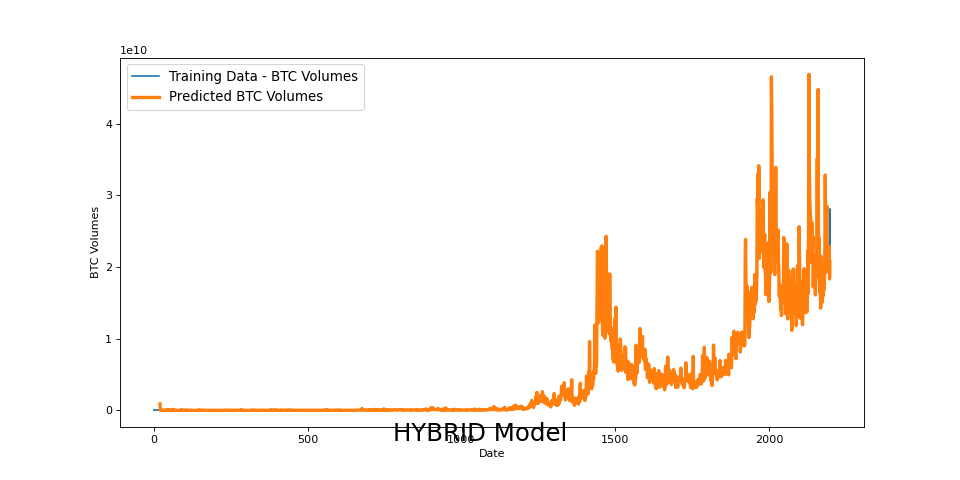 1e10
Training Data - BTC Volumes
Predicted BTC Volumes
4
3
2
1
0
BTC Volumes
0 500 1000 1500 2000
HYBRID Model
Date